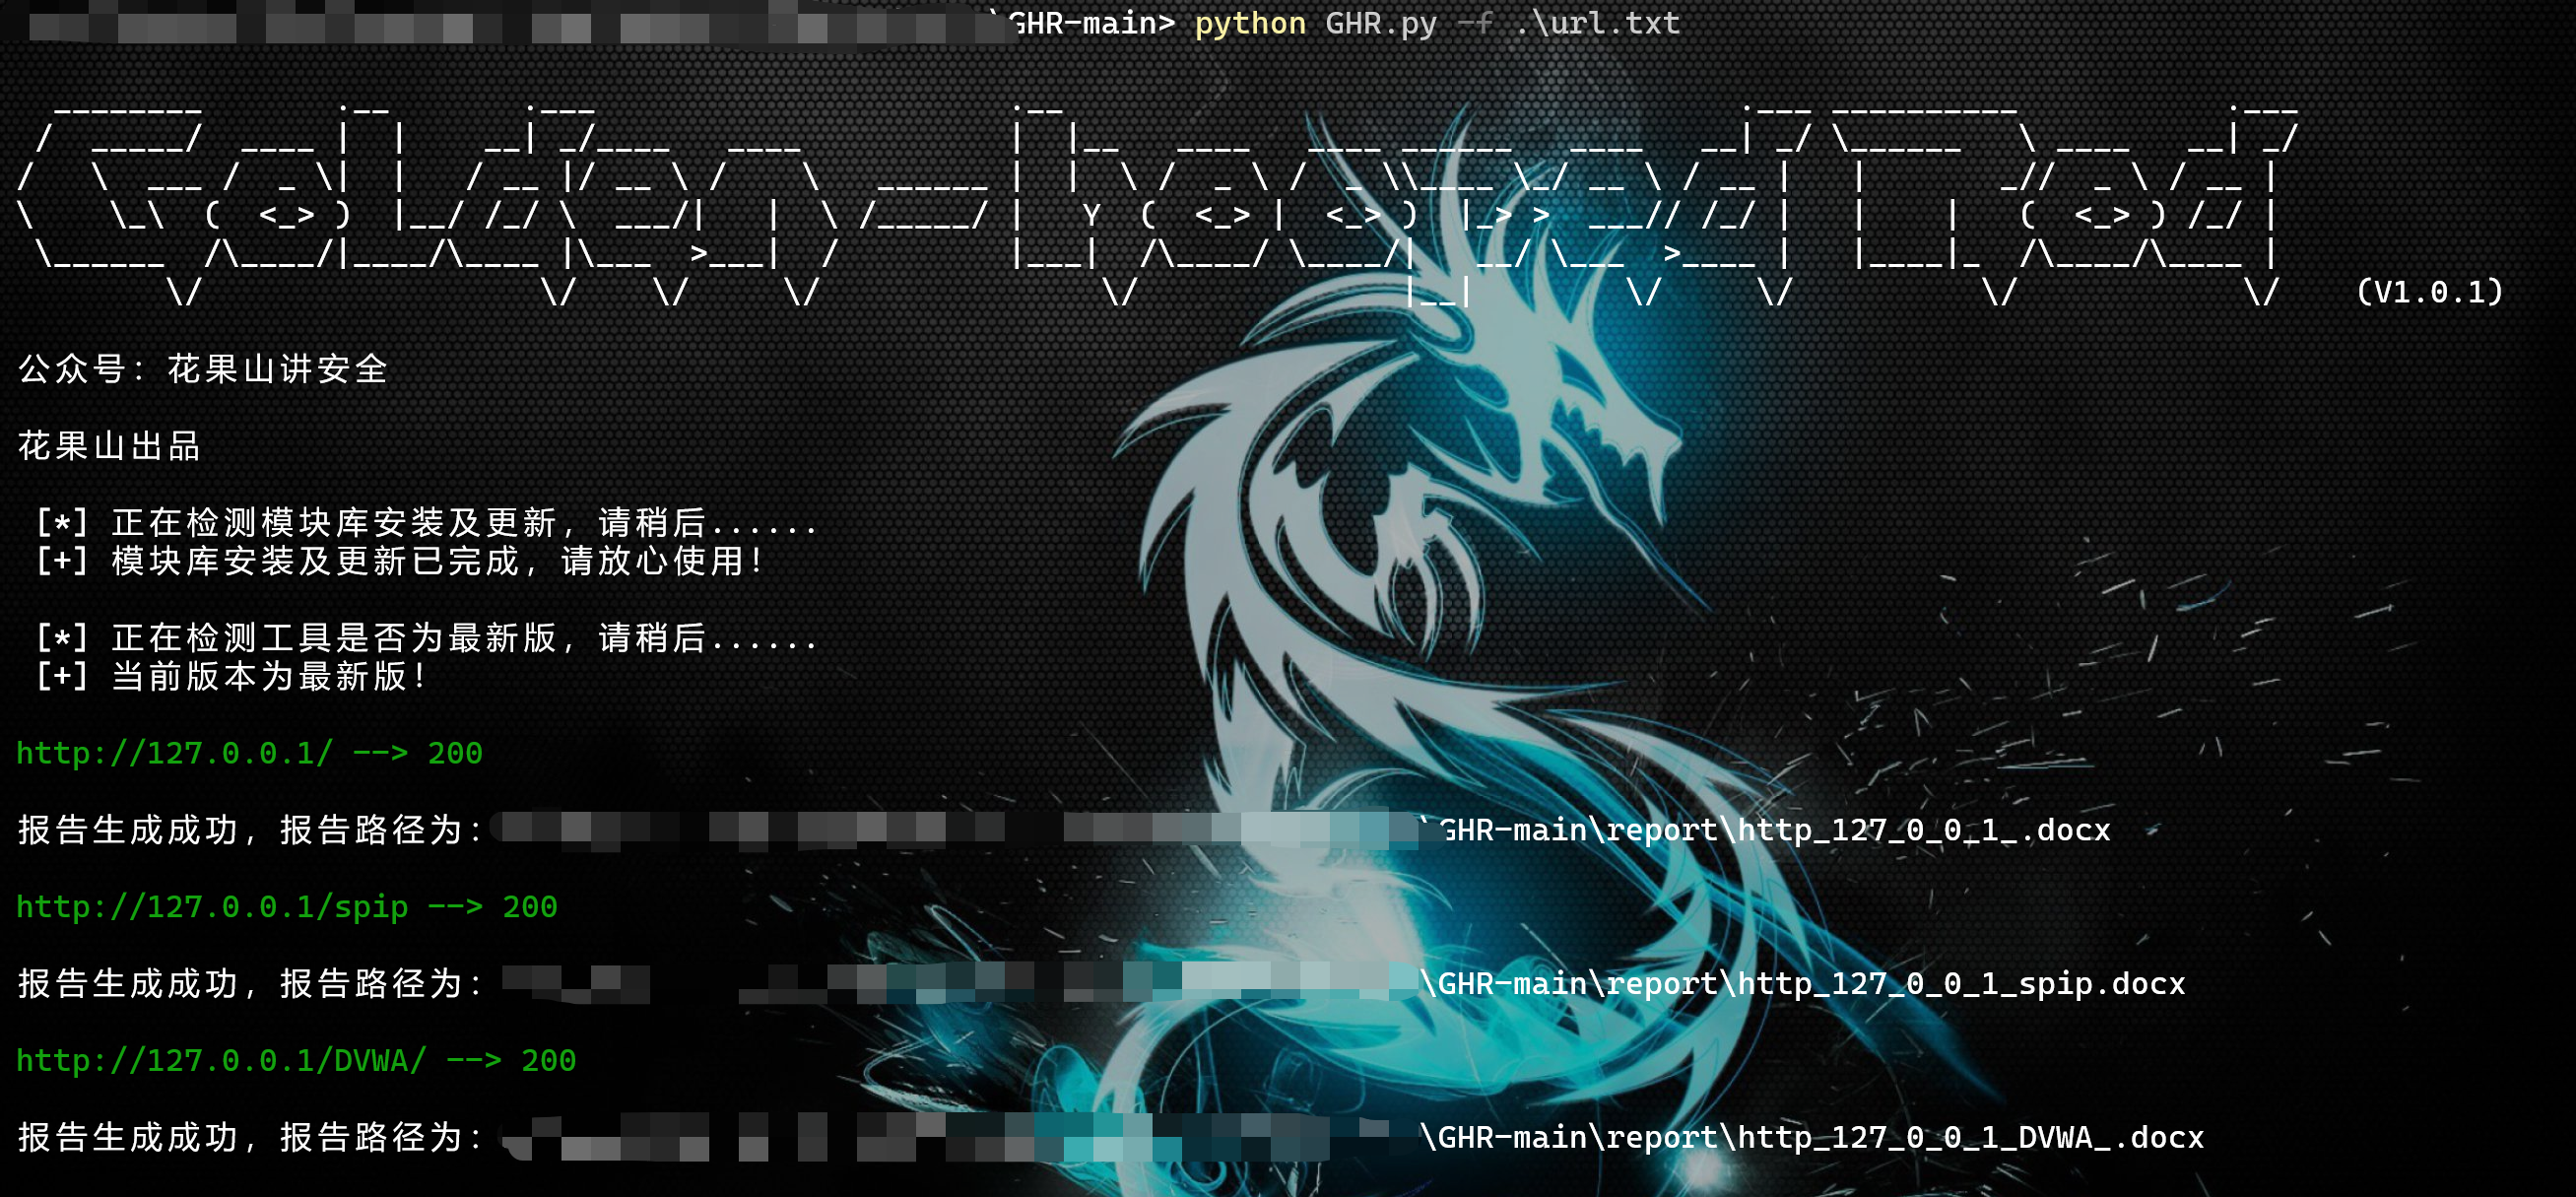 \GHR-main> python GHR.py -f .\url.txt
Golden-hooped Rod
(V1.0.1)
公众号：花果山讲安全
花果山出品
[*] 正在检测模块库安装及更新，请稍后......
[+] 模块库安装及更新已完成，请放心使用！
[*] 正在检测工具是否为最新版，请稍后......
[+] 当前版本为最新版！
http://127.0.0.1/ --> 200
报告生成成功，报告路径为：\GHR-main\report\http_127_0_0_1_.docx
http://127.0.0.1/spip --> 200
报告生成成功，报告路径为：\GHR-main\report\http_127_0_0_1_spip.docx
http://127.0.0.1/DVWA/ --> 200
报告生成成功，报告路径为：\GHR-main\report\http_127_0_0_1_DVWA_.docx